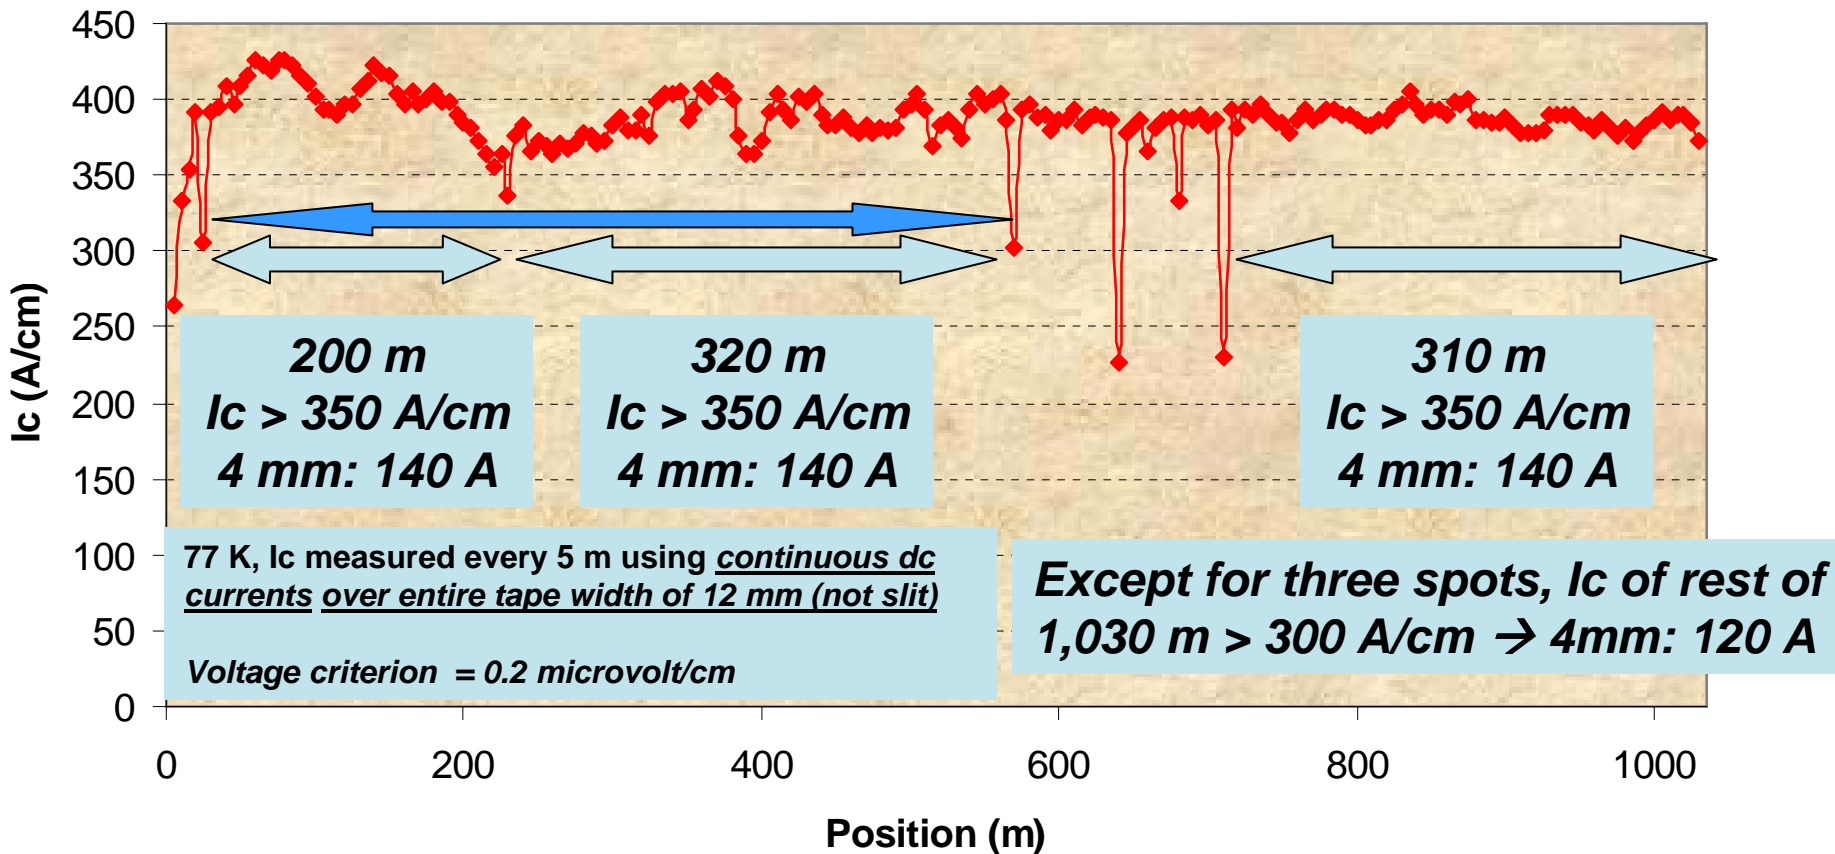 450
400
350
300
250
200
150
100
50
0
Ic (A/cm)
200 m
Ic > 350 A/cm
4 mm: 140 A
320 m
Ic > 350 A/cm
4 mm: 140 A
310 m
Ic > 350 A/cm
4 mm: 140 A
77 K, Ic measured every 5 m using continuous dc
currents over entire tape width of 12 mm (not slit)
Voltage criterion = 0.2 microvolt/cm
Except for three spots, Ic of rest of
1,030 m > 300 A/cm → 4mm: 120 A
0 200 400 600 800 1000
Position (m)